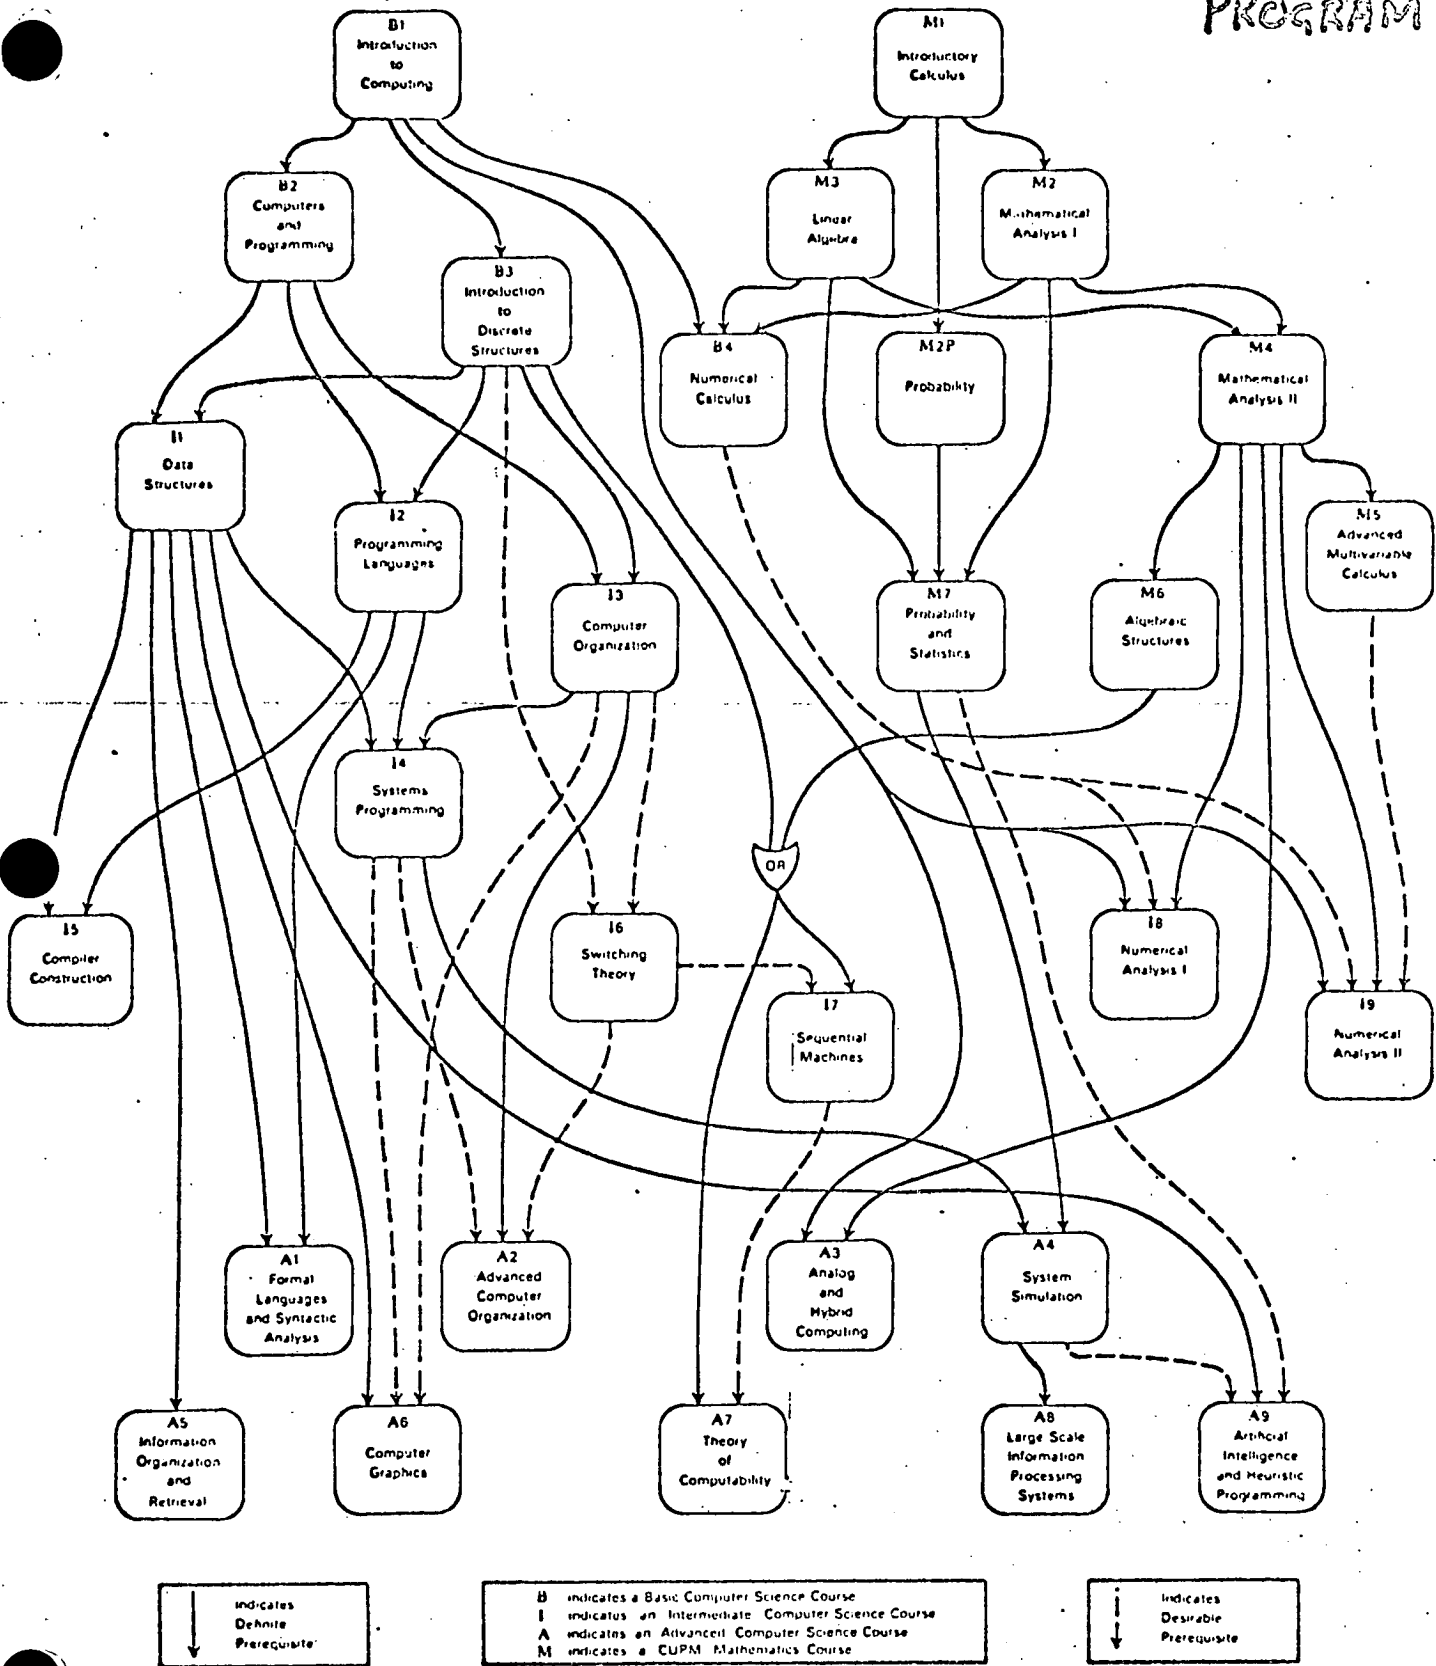 PROGRAM
B1
Introduction
to
Computing
M1
Introductory
Calculus
B2
Computers
and
Programming
M3
Linear
Algebra
M2
Mathematical
Analysis I
B3
Introduction
to
Discrete
Structures
B4
Numerical
Calculus
M2P
Probability
M4
Mathematical
Analysis II
I1
Data
Structures
I2
Programming
Languages
M5
Advanced
Multivariable
Calculus
I3
Computer
Organization
M7
Probability
and
Statistics
M6
Algebraic
Structures
I4
Systems
Programming
OR
I5
Compiler
Construction
I6
Switching
Theory
I8
Numerical
Analysis I
I7
Sequential
Machines
I9
Numerical
Analysis II
A1
Formal
Languages
and Syntactic
Analysis
A2
Advanced
Computer
Organization
A3
Analog
and
Hybrid
Computing
A4
System
Simulation
A5
Information
Organization
and
Retrieval
A6
Computer
Graphics
A7
Theory
of
Computability
A8
Large Scale
Information
Processing
Systems
A9
Artificial
Intelligence
and Heuristic
Programming
Indicates
Definite
Prerequisite
B indicates a Basic Computer Science Course
I indicates an Intermediate Computer Science Course
A indicates an Advanced Computer Science Course
M indicates a CUPM Mathematics Course
Indicates
Desirable
Prerequisite